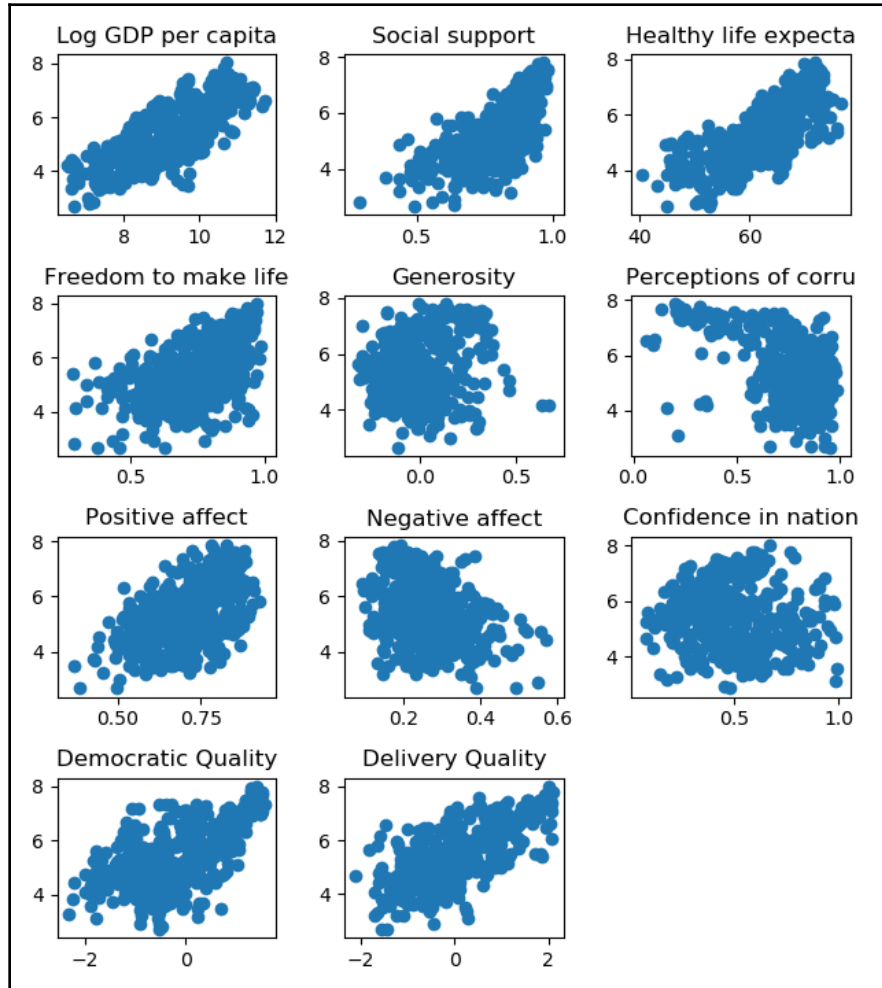 Log GDP per capita
8
6
4
8 10 12
Social support
8
6
4
0.5 1.0
Healthy life expecta
8
6
4
40 60
Freedom to make life
8
6
4
0.5 1.0
Generosity
8
6
4
0.0 0.5
Perceptions of corru
8
6
4
0.0 0.5 1.0
Positive affect
8
6
4
0.50 0.75
Negative affect
8
6
4
0.2 0.4 0.6
Confidence in nation
8
6
4
0.5 1.0
Democratic Quality
8
6
4
−2 0
Delivery Quality
8
6
4
−2 0 2